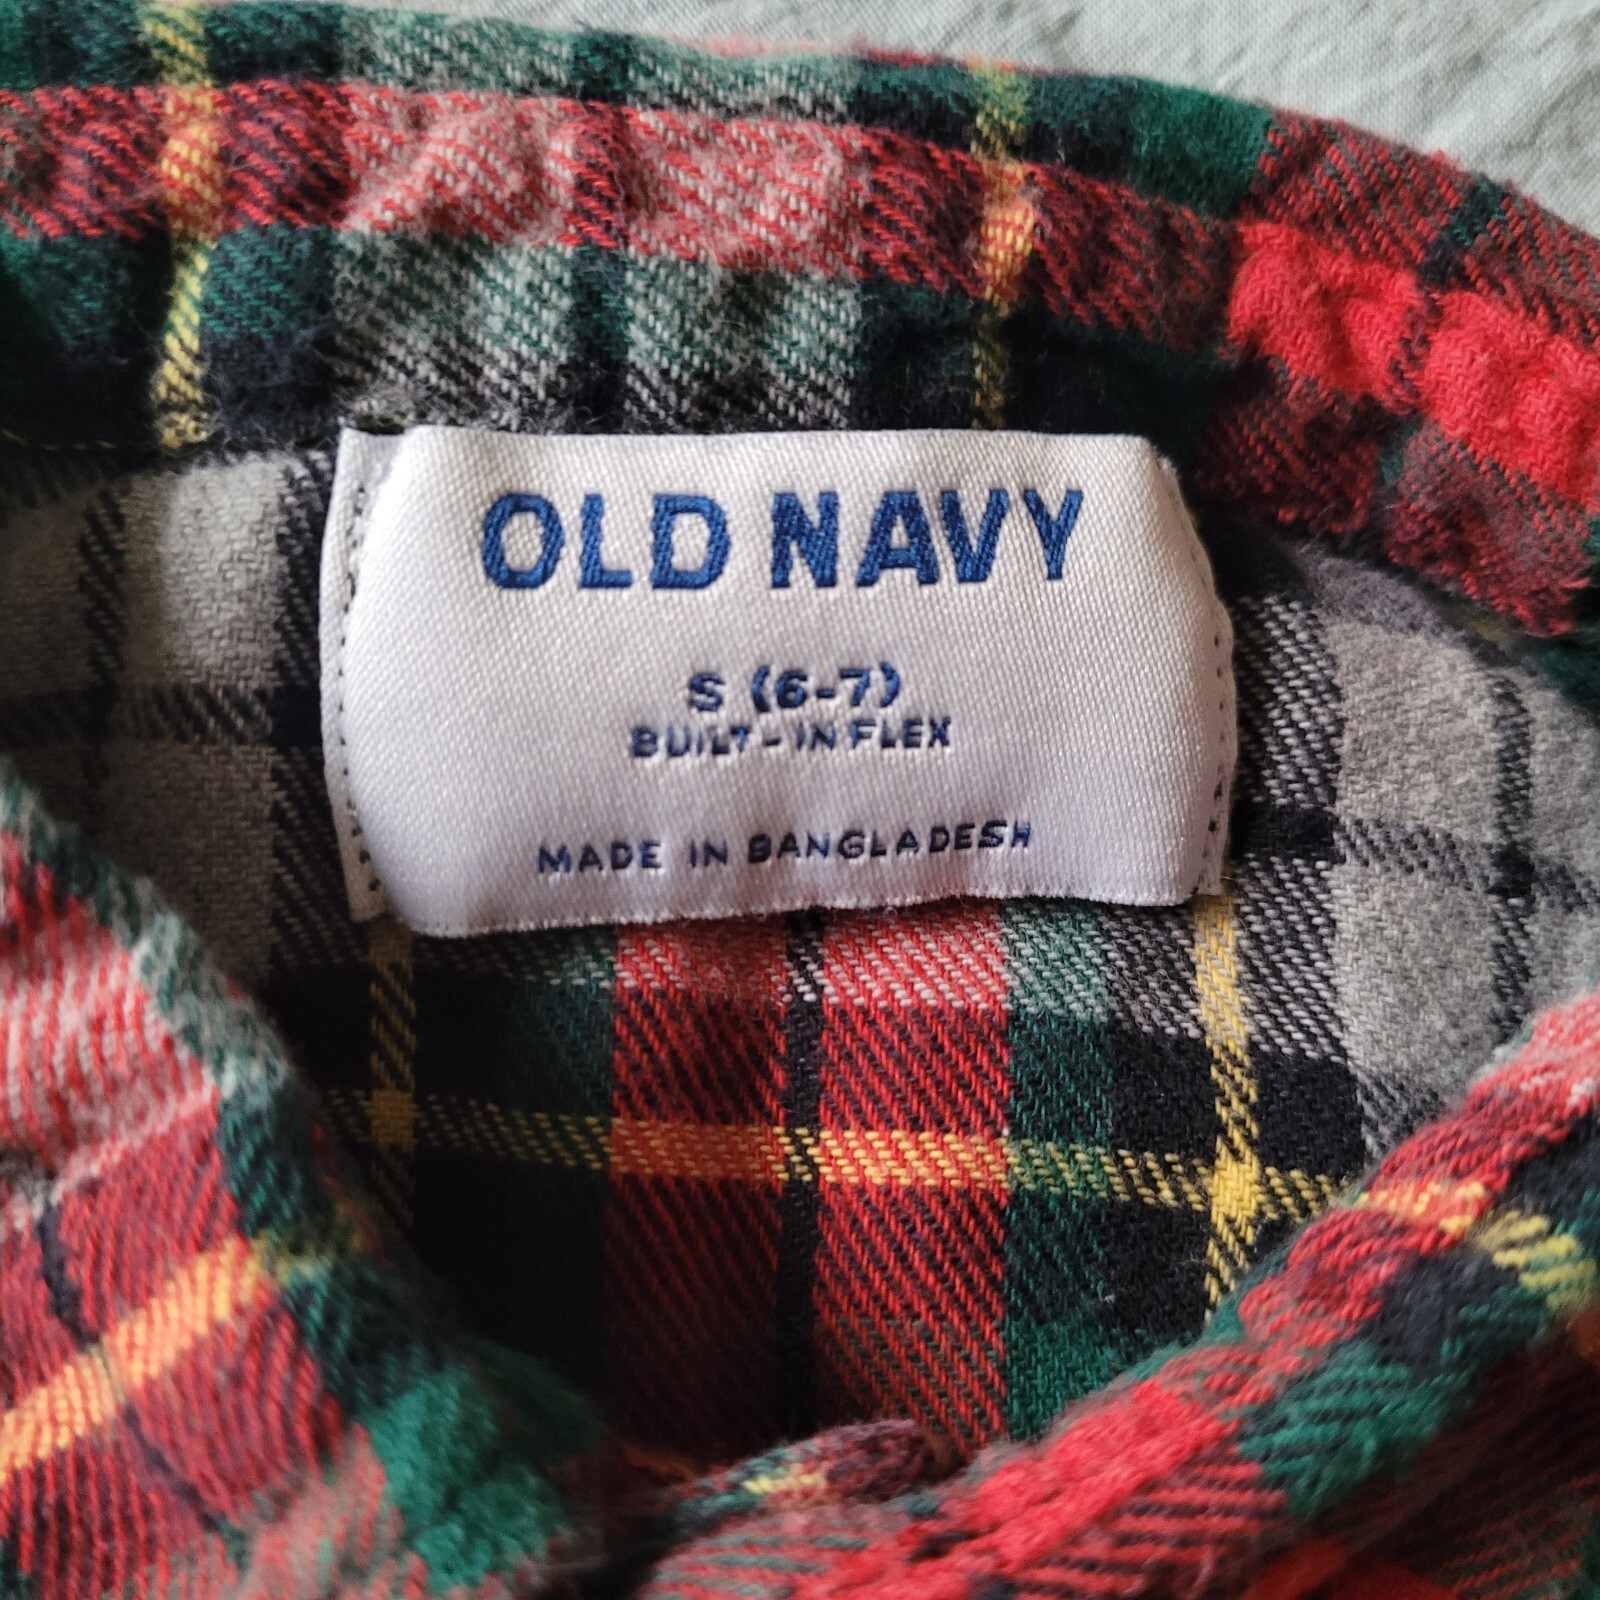 OLD NAVY
S (6-7)
BUILT-IN FLEX
MADE IN BANGLADESH